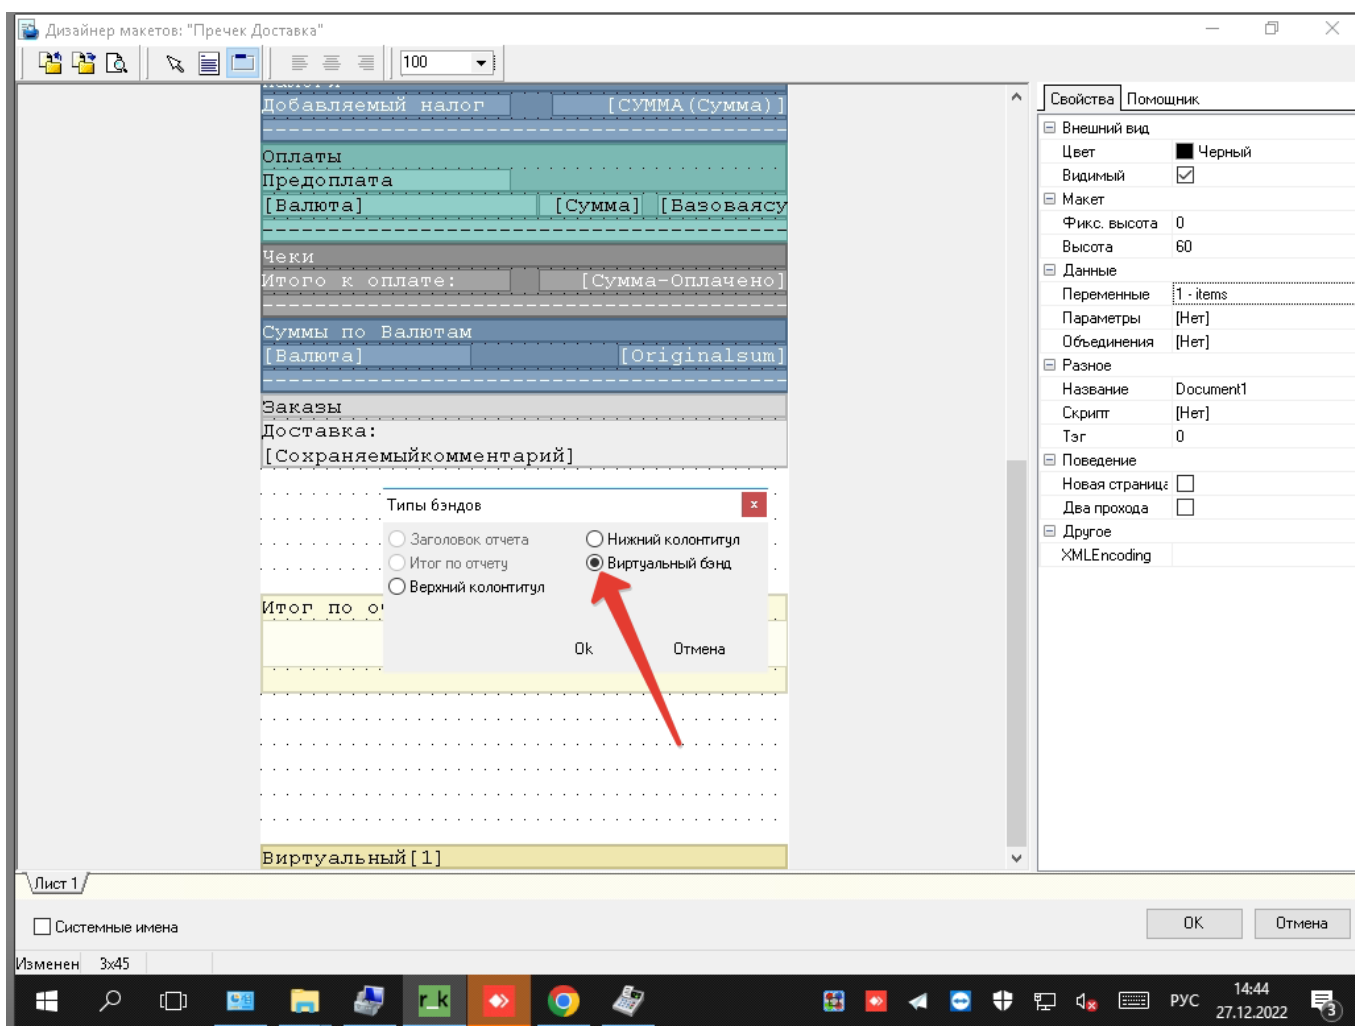 Дизайнер макетов: "Пречек Доставка"
100
Добавляемый налог [СУММА(Сумма)]
Оплаты
Предоплата
[Валюта] [Сумма] [Базоваясу
Чеки
Итого к оплате: [Сумма-Оплачено]
Суммы по Валютам
[Валюта] [Originalsum]
Заказы
Доставка:
[Сохраняемыйкомментарий]
Типы бэндов
Заголовок отчета
Нижний колонтитул
Итог по отчету
Виртуальный бэнд
Верхний колонтитул
Ok Отмена
Итог по о
Виртуальный[1]
Свойства Помощник
Внешний вид
Цвет Черный
Видимый
Макет
Фикс. высота 0
Высота 60
Данные
Переменные 1 - items
Параметры [Нет]
Объединения [Нет]
Разное
Название Document1
Скрипт [Нет]
Тэг 0
Поведение
Новая страница
Два прохода
Другое
XMLEncoding
Лист 1
Системные имена
OK Отмена
Изменен 3x45
r_k
РУС
14:44
27.12.2022
3